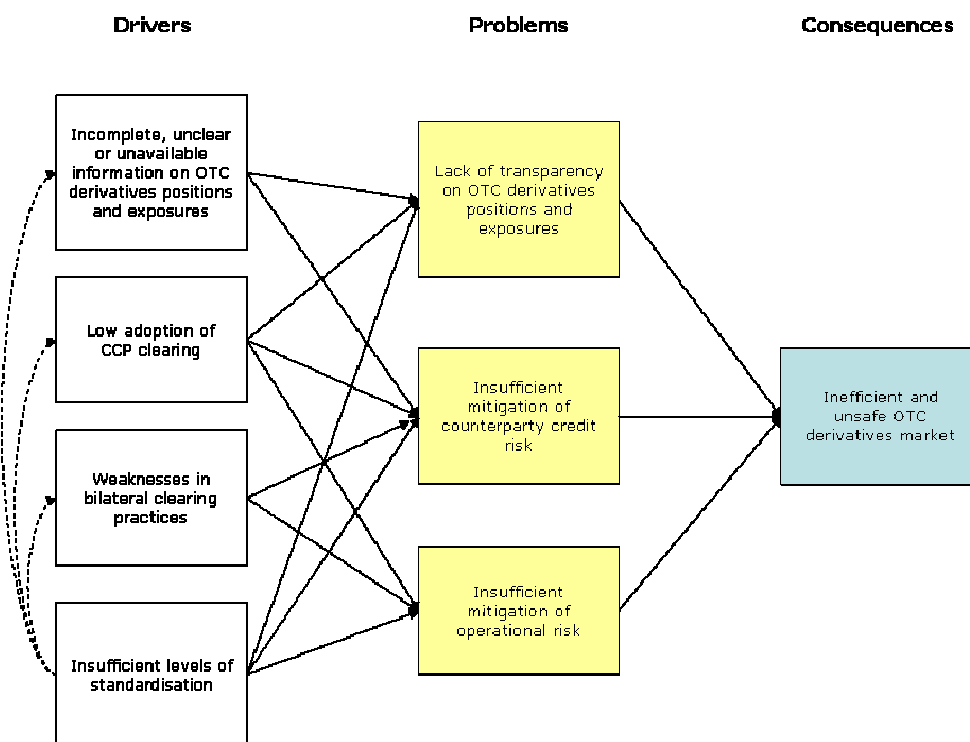 Drivers
Problems
Consequences
Incomplete, unclear
or unavailable
information on OTC
derivatives positions
and exposures
Low adoption of
CCP clearing
Weaknesses in
bilateral clearing
practices
Insufficient levels of
standardisation
Lack of transparency
on OTC derivatives
positions and
exposures
Insufficient
mitigation of
counterparty credit
risk
Insufficient
mitigation of
operational risk
Inefficient and
unsafe OTC
derivatives market